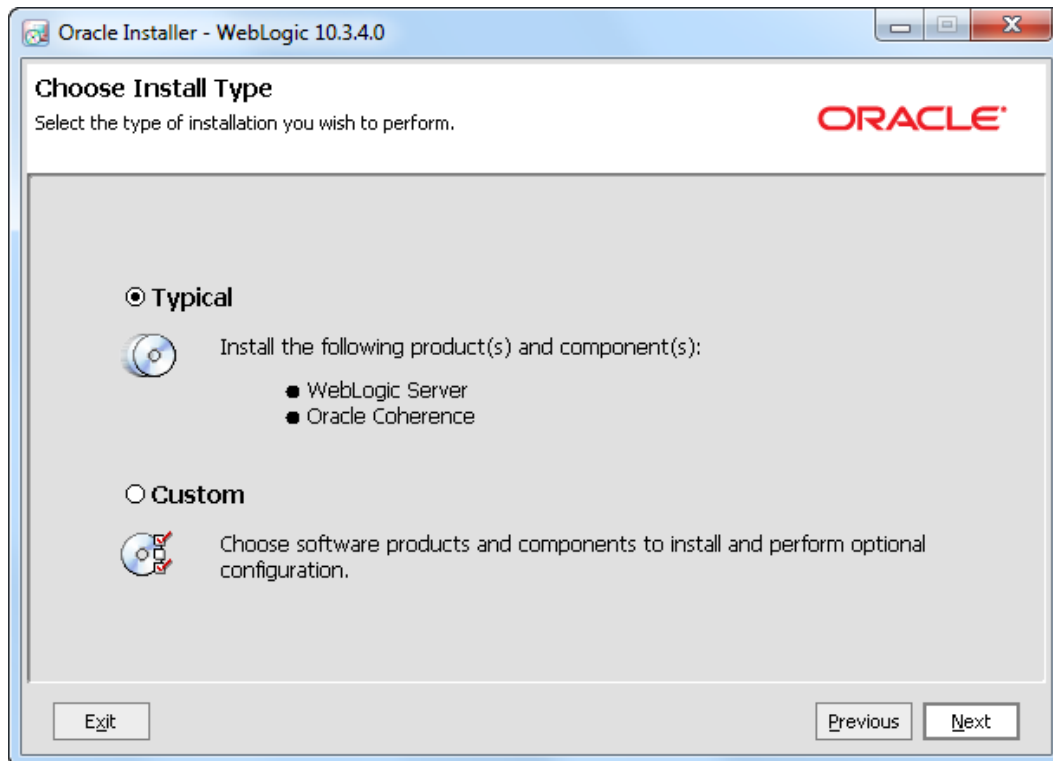 Oracle Installer - WebLogic 10.3.4.0
Choose Install Type
Select the type of installation you wish to perform.
ORACLE
Typical
Install the following product(s) and component(s):
WebLogic Server
Oracle Coherence
Custom
Choose software products and components to install and perform optional
configuration.
Exit
Previous
Next